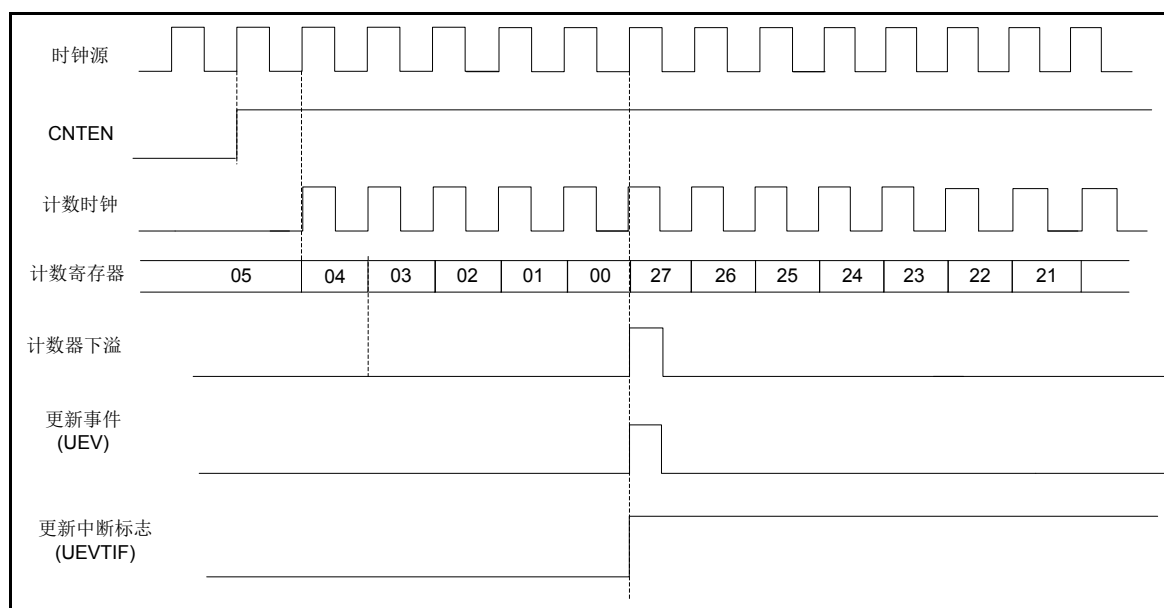 时钟源
CNTEN
计数时钟
计数寄存器 05 04 03 02 01 00 27 26 25 24 23 22 21
计数器下溢
更新事件
(UEV)
更新中断标志
(UEVTIF)